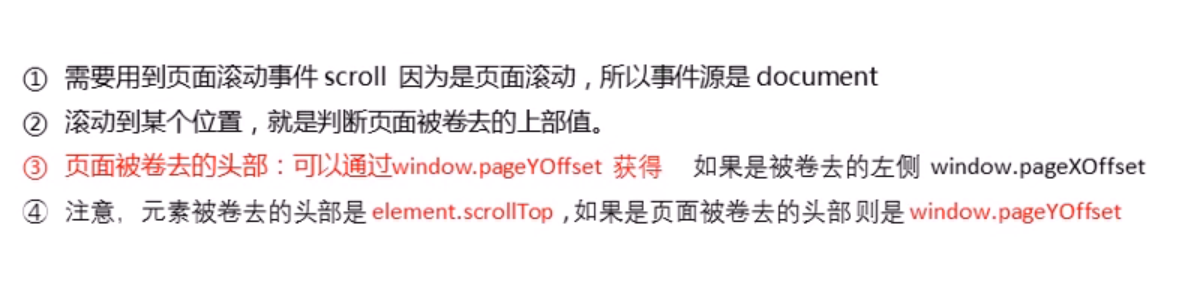 ① 需要用到页面滚动事件 scroll 因为是页面滚动，所以事件源是 document
② 滚动到某个位置，就是判断页面被卷去的上部值。
③ 页面被卷去的头部：可以通过window.pageYOffset 获得 如果是被卷去的左侧 window.pageXOffset
④ 注意，元素被卷去的头部是 element.scrollTop ,如果是页面被卷去的头部则是 window.pageYOffset